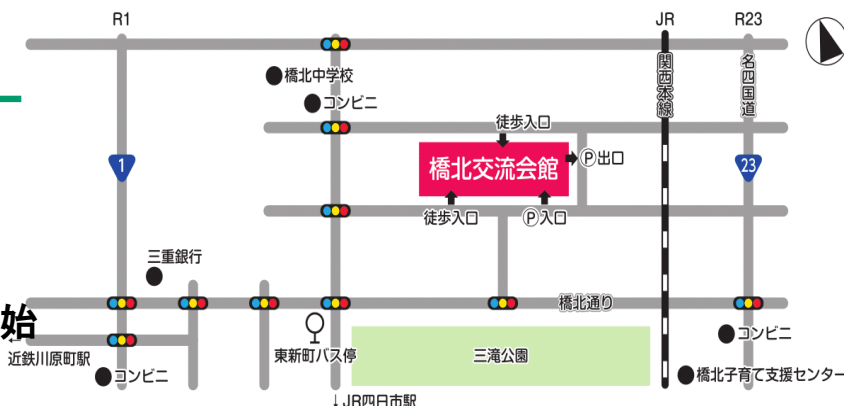 R1
JR
R23
橋北中学校
コンビニ
関西本線
名四国道
徒歩入口
1
橋北交流会館
P出口
23
徒歩入口
P入口
三重銀行
橋北通り
始
近鉄川原町駅
東新町バス停
三滝公園
コンビニ
コンビニ
橋北子育て支援センター
↓JR四日市駅